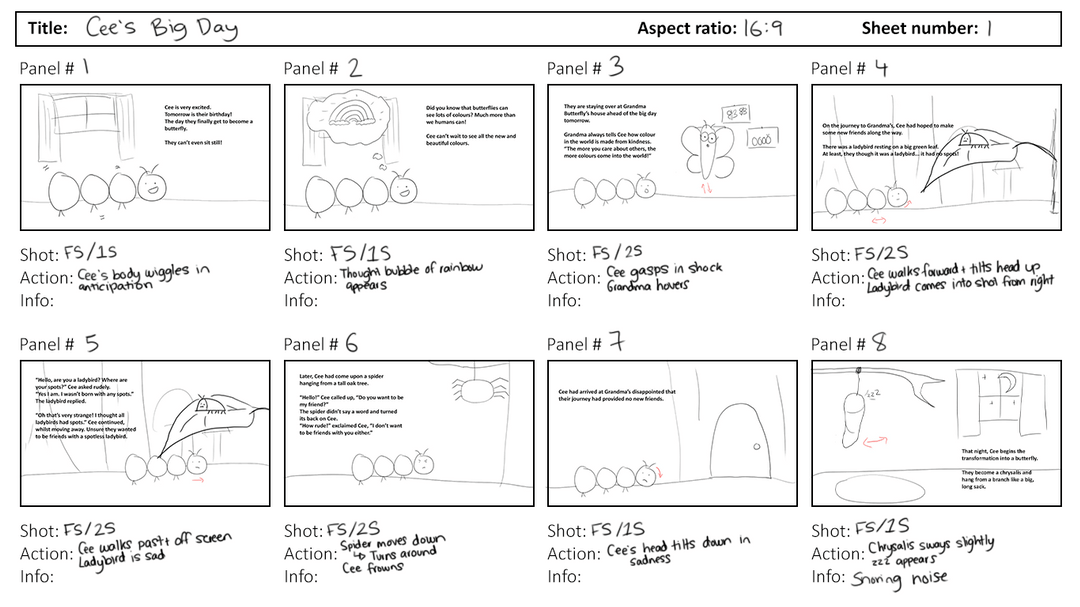 Title: Cee's Big Day Aspect ratio: 16:9 Sheet number: 1
Panel # 1
Cee is very excited.
Tomorrow is their birthday!
The day they finally get to become a
butterfly.
They can't even sit still!
Shot: FS/1S
Action: Cee's body wiggles in
anticipation
Info:
Panel # 2
Did you know that butterflies can
see lots of colours? Much more than
we humans can!
Cee can't wait to see all the new and
beautiful colours.
Shot: FS/1S
Action: Thought bubble of rainbow
appears
Info:
Panel # 3
They are staying over at Grandma
Butterfly's house ahead of the big day
tomorrow.
Grandma always tells Cee how colour
in the world is made from kindness.
"The more you care about others, the
more colours come into the world!"
Shot: FS/2S
Action: Cee gasps in shock
Grandma hovers
Info:
Panel # 4
On the journey to Grandma's, Cee had hoped to make
some new friends along the way.
There was a ladybird resting on a big green leaf.
At least, they though it was a ladybird... it had no spots!
Shot: FS/2S
Action: Cee walks forward + tilts head up
Ladybird comes into shot from right
Info:
Panel # 5
"Hello, are you a ladybird? Where are
your spots?" Cee asked rudely.
"Yes I am. I wasn't born with any spots."
The ladybird replied.
"Oh that's very strange! I thought all
ladybirds had spots." Cee continued,
whilst moving away. Unsure they wanted
to be friends with a spotless ladybird.
Shot: FS/2S
Action: Cee walks past + off screen
Ladybird is sad
Info:
Panel # 6
Later, Cee had come upon a spider
hanging from a tall oak tree.
"Hello!" Cee called up, "Do you want to be
my friend?"
The spider didn't say a word and turned
its back on Cee.
"How rude!" exclaimed Cee, "I don't want
to be friends with you either."
Shot: FS/2S
Action: Spider moves down
↳ Turns around
Cee frowns
Info:
Panel # 7
Cee had arrived at Grandma's disappointed that
their journey had provided no new friends.
Shot: FS/1S
Action: Cee's head tilts down in
sadness
Info:
Panel # 8
zzz
That night, Cee begins the
transformation into a butterfly.
They become a chrysalis and
hang from a branch like a big,
long sack.
Shot: FS/1S
Action: Chrysalis sways slightly
zzz appears
Info: Snoring noise